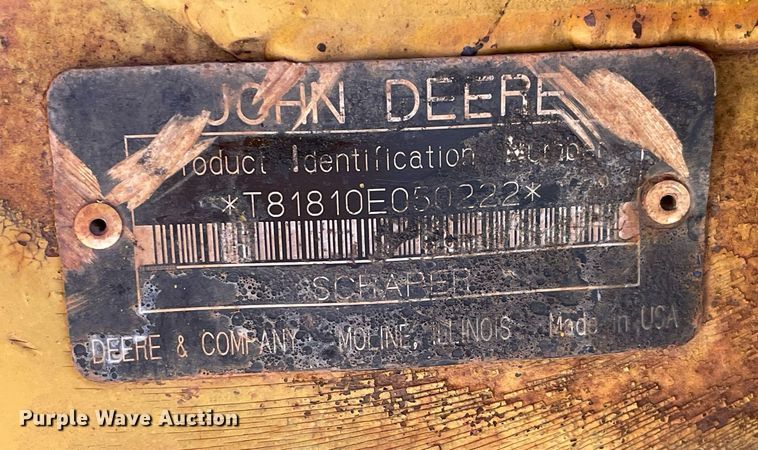 JOHN DEERE
Product Identification Number
*T81810E050222*
SCRAPER
DEERE & COMPANY MOLINE, ILLINOIS Made in USA
Purple Wave Auction